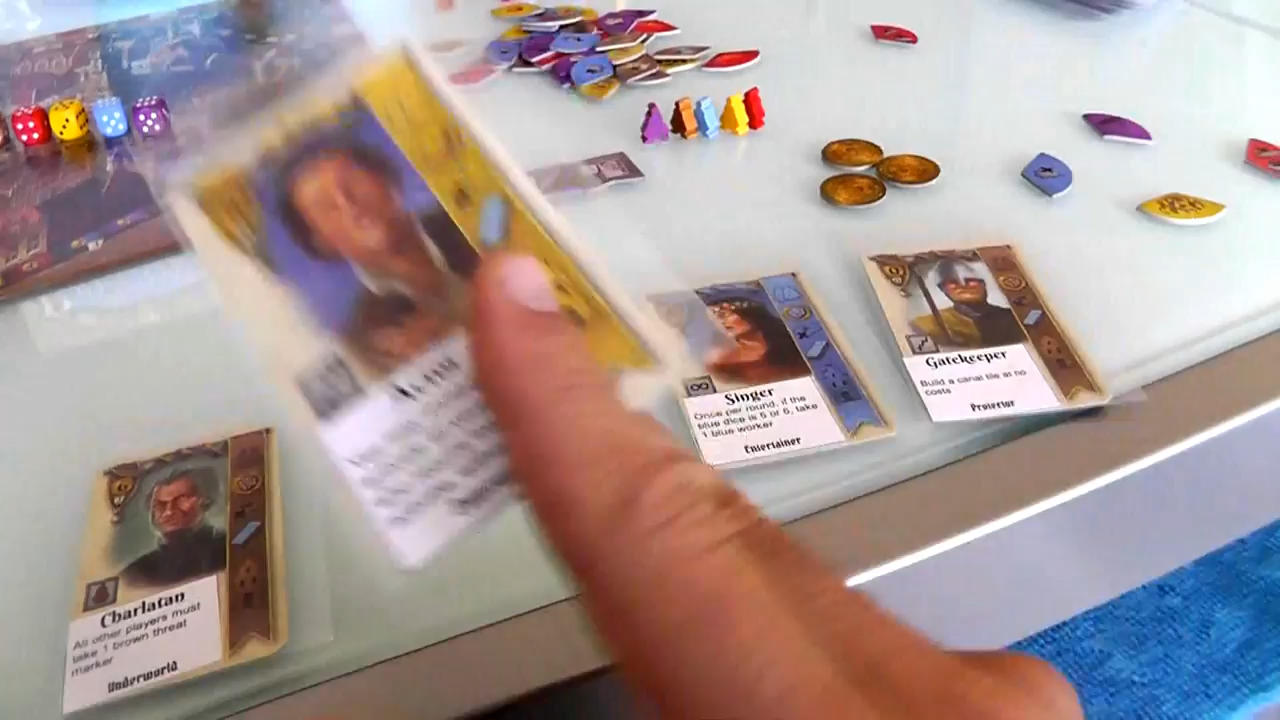 Singer
Once per round, if the
blue dice is 5 or 6, take
1 blue worker
Entertainer
Gatekeeper
Build a canal tile at no
costs
Protector
Charlatan
All other players must
take 1 brown threat
marker
Underworld